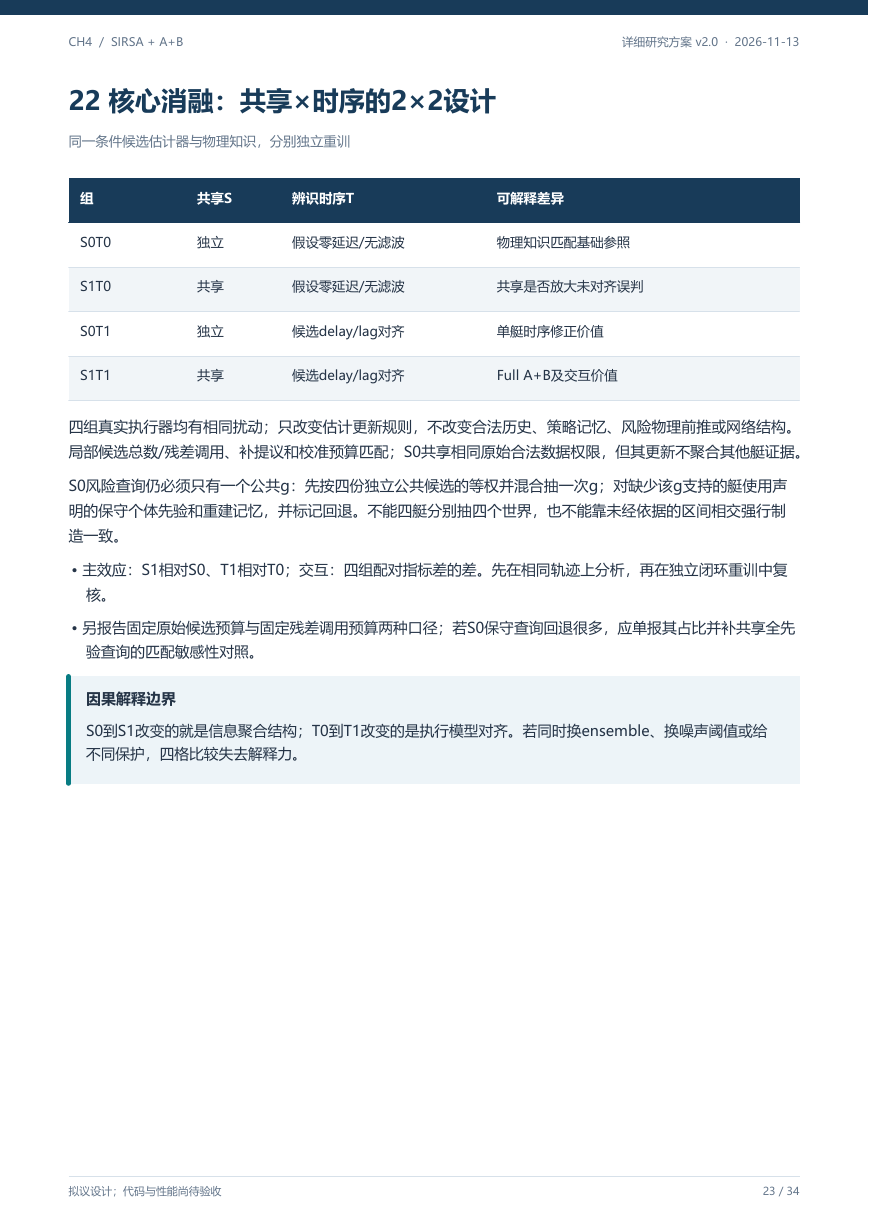 CH4 / SIRSA + A+B
详细研究方案 v2.0 · 2026-11-13
22 核心消融：共享×时序的2×2设计
同一条件候选估计器与物理知识，分别独立重训
组 共享S 辨识时序T 可解释差异
S0T0 独立 假设零延迟/无滤波 物理知识匹配基础参照
S1T0 共享 假设零延迟/无滤波 共享是否放大未对齐误判
S0T1 独立 候选delay/lag对齐 单艇时序修正价值
S1T1 共享 候选delay/lag对齐 Full A+B及交互价值
四组真实执行器均有相同扰动；只改变估计更新规则，不改变合法历史、策略记忆、风险物理前推或网络结构。
局部候选总数/残差调用、补提议和校准预算匹配；S0共享相同原始合法数据权限，但其更新不聚合其他艇证据。
S0风险查询仍必须只有一个公共g：先按四份独立公共候选的等权并混合抽一次g；对缺少该g支持的艇使用声
明的保守个体先验和重建记忆，并标记回退。不能四艇分别抽四个世界，也不能靠未经依据的区间相交强行制
造一致。
• 主效应：S1相对S0、T1相对T0；交互：四组配对指标差的差。先在相同轨迹上分析，再在独立闭环重训中复
核。
• 另报告固定原始候选预算与固定残差调用预算两种口径；若S0保守查询回退很多，应单报其占比并补共享全先
验查询的匹配敏感性对照。
因果解释边界
S0到S1改变的就是信息聚合结构；T0到T1改变的是执行模型对齐。若同时换ensemble、换噪声阈值或给
不同保护，四格比较失去解释力。
拟议设计；代码与性能尚待验收
23 / 34